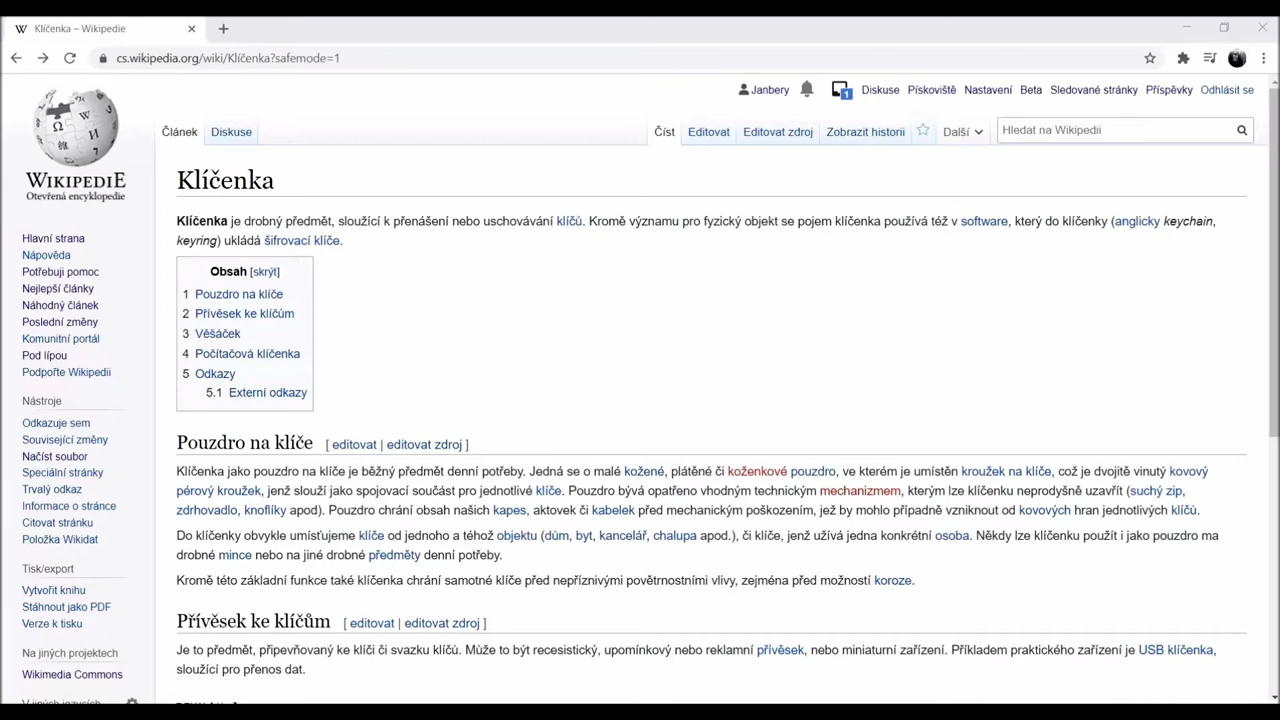 Klíčenka – Wikipedie
cs.wikipedia.org/wiki/Klíčenka?safemode=1
Janbery 1 Diskuse Pískoviště Nastavení Beta Sledované stránky Příspěvky Odhlásit se
Článek Diskuse Číst Editovat Editovat zdroj Zobrazit historii Další Hledat na Wikipedii
WIKIPEDIE
Otevřená encyklopedie
Hlavní strana
Nápověda
Potřebuji pomoc
Nejlepší články
Náhodný článek
Poslední změny
Komunitní portál
Pod lípou
Podpořte Wikipedii
Nástroje
Odkazuje sem
Související změny
Načíst soubor
Speciální stránky
Trvalý odkaz
Informace o stránce
Citovat stránku
Položka Wikidat
Tisk/export
Vytvořit knihu
Stáhnout jako PDF
Verze k tisku
Na jiných projektech
Wikimedia Commons
Klíčenka
Klíčenka je drobný předmět, sloužící k přenášení nebo uschovávání klíčů. Kromě významu pro fyzický objekt se pojem klíčenka používá též v software, který do klíčenky (anglicky keychain,
keyring) ukládá šifrovací klíče.
Obsah [skrýt]
1 Pouzdro na klíče
2 Přívěsek ke klíčům
3 Věšáček
4 Počítačová klíčenka
5 Odkazy
5.1 Externí odkazy
Pouzdro na klíče [ editovat | editovat zdroj ]
Klíčenka jako pouzdro na klíče je běžný předmět denní potřeby. Jedná se o malé kožené, plátěné či koženkové pouzdro, ve kterém je umístěn kroužek na klíče, což je dvojitě vinutý kovový
pérový kroužek, jenž slouží jako spojovací součást pro jednotlivé klíče. Pouzdro bývá opatřeno vhodným technickým mechanizmem, kterým lze klíčenku neprodyšně uzavřít (suchý zip,
zdrhovadlo, knoflíky apod). Pouzdro chrání obsah našich kapes, aktovek či kabelek před mechanickým poškozením, jež by mohlo případně vzniknout od kovových hran jednotlivých klíčů.
Do klíčenky obvykle umísťujeme klíče od jednoho a téhož objektu (dům, byt, kancelář, chalupa apod.), či klíče, jenž užívá jedna konkrétní osoba. Někdy lze klíčenku použít i jako pouzdro ma
drobné mince nebo na jiné drobné předměty denní potřeby.
Kromě této základní funkce také klíčenka chrání samotné klíče před nepříznivými povětrnostními vlivy, zejména před možností koroze.
Přívěsek ke klíčům [ editovat | editovat zdroj ]
Je to předmět, připevňovaný ke klíči či svazku klíčů. Může to být recesistický, upomínkový nebo reklamní přívěsek, nebo miniaturní zařízení. Příkladem praktického zařízení je USB klíčenka,
sloužící pro přenos dat.